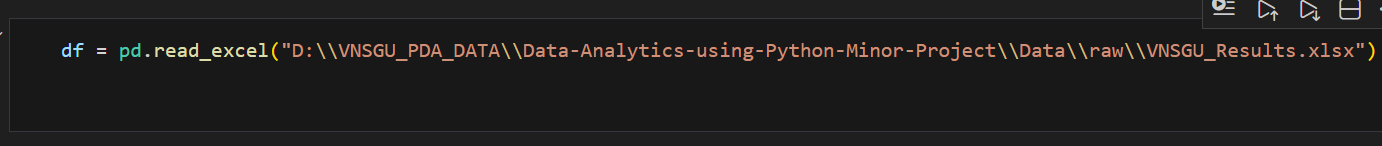 df = pd.read_excel("D:\\VNSGU_PDA_DATA\\Data-Analytics-using-Python-Minor-Project\\Data\\raw\\VNSGU_Results.xlsx")